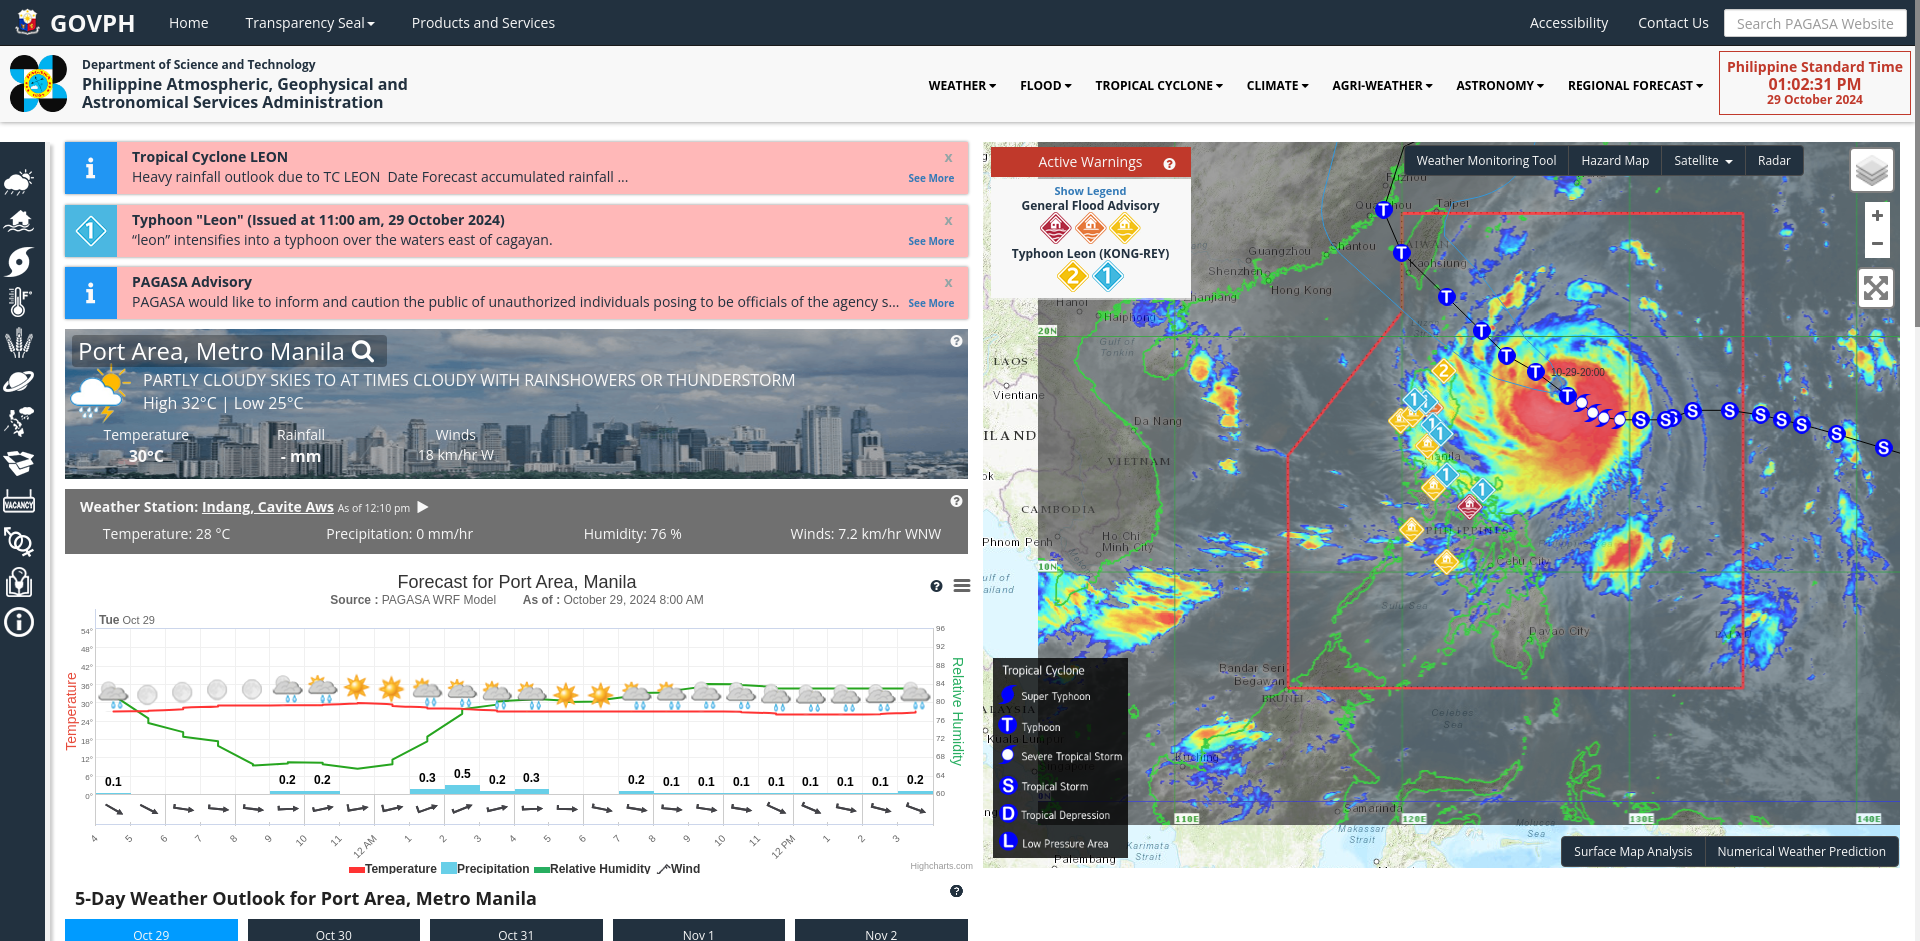 GOVPH
Home
Transparency Seal
Products and Services
Accessibility
Contact Us
Search PAGASA Website
Department of Science and Technology
Philippine Atmospheric, Geophysical and
Astronomical Services Administration
WEATHER
FLOOD
TROPICAL CYCLONE
CLIMATE
AGRI-WEATHER
ASTRONOMY
REGIONAL FORECAST
Philippine Standard Time
01:02:31 PM
29 October 2024
VACANCY
Tropical Cyclone LEON
x
Heavy rainfall outlook due to TC LEON Date Forecast accumulated rainfall ...
See More
1
Typhoon "Leon" (Issued at 11:00 am, 29 October 2024)
x
“leon” intensifies into a typhoon over the waters east of cagayan.
See More
PAGASA Advisory
x
PAGASA would like to inform and caution the public of unauthorized individuals posing to be officials of the agency s...
See More
Port Area, Metro Manila
PARTLY CLOUDY SKIES TO AT TIMES CLOUDY WITH RAINSHOWERS OR THUNDERSTORM
High 32°C | Low 25°C
Temperature
Rainfall
Winds
30°C
- mm
18 km/hr W
Weather Station: Indang, Cavite Aws As of 12:10 pm
Temperature: 28 °C
Precipitation: 0 mm/hr
Humidity: 76 %
Winds: 7.2 km/hr WNW
Forecast for Port Area, Manila
Source : PAGASA WRF Model As of : October 29, 2024 8:00 AM
Tue Oct 29
Temperature
54°
48°
42°
36°
30°
24°
18°
12°
6°
0°
96
92
88
84
80
76
72
68
64
60
Relative Humidity
0.1 0.2 0.2 0.3 0.5 0.2 0.3 0.2 0.1 0.1 0.1 0.1 0.1 0.1 0.1 0.2
4 5 6 7 8 9 10 11 12 AM 1 2 3 4 5 6 7 8 9 10 11 12 PM 1 2 3
Temperature Precipitation Relative Humidity Wind
Highcharts.com
5-Day Weather Outlook for Port Area, Metro Manila
Oct 29
Oct 30
Oct 31
Nov 1
Nov 2
Active Warnings
Show Legend
General Flood Advisory
Typhoon Leon (KONG-REY)
2
1
Weather Monitoring Tool
Hazard Map
Satellite
Radar
+
−
Taipei
Guangzhou
Shantou
Kaohsiung
Shenzhen
Hong Kong
Hanoi
Haiphong
20N
Gulf of
Tonkin
LAOS
Vientiane
10-29-20:00
Da Nang
VIETNAM
Manila
CAMBODIA
PHILIPPINES
Phnom Penh
Ho Chi
Minh City
Cebu City
10N
Sulu Sea
Davao City
PALAU
Bandar Seri
Begawan
BRUNEI
Celebes
Sea
Kuching
Tropical Cyclone
Super Typhoon
T Typhoon
Severe Tropical Storm
S Tropical Storm
D Tropical Depression
L Low Pressure Area
Samarinda
110E
120E
130E
140E
Makassar
Strait
Molucca
Sea
Karimata
Strait
Palembang
Surface Map Analysis
Numerical Weather Prediction